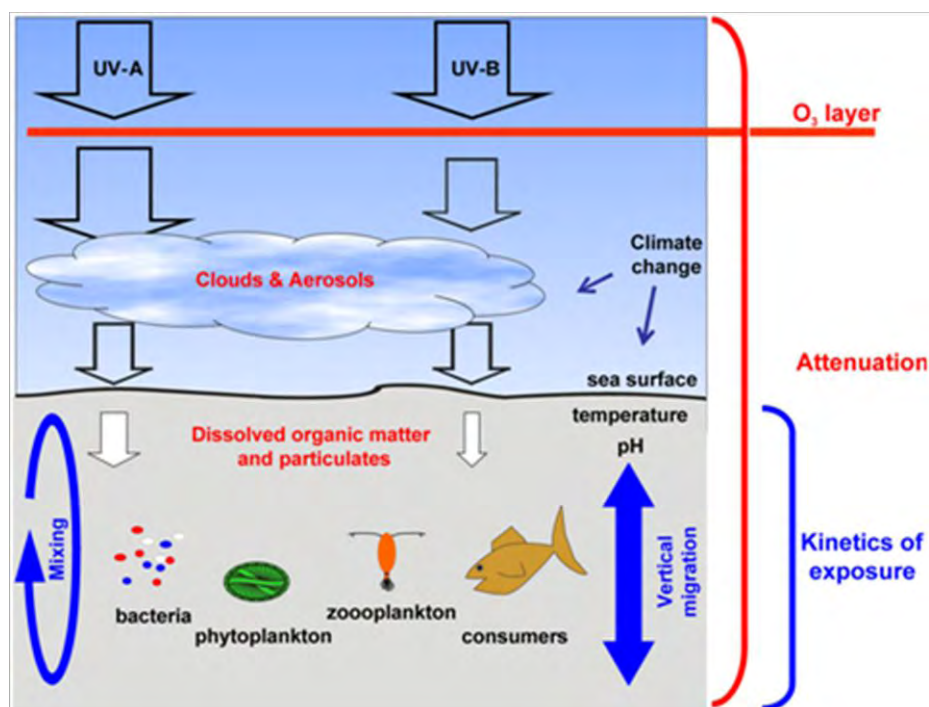 UV-A
UV-B
O₃ layer
Clouds & Aerosols
Climate
change
Attenuation
sea surface
temperature
pH
Dissolved organic matter
and particulates
Mixing
bacteria
phytoplankton
zoooplankton
consumers
Vertical
migration
Kinetics of
exposure